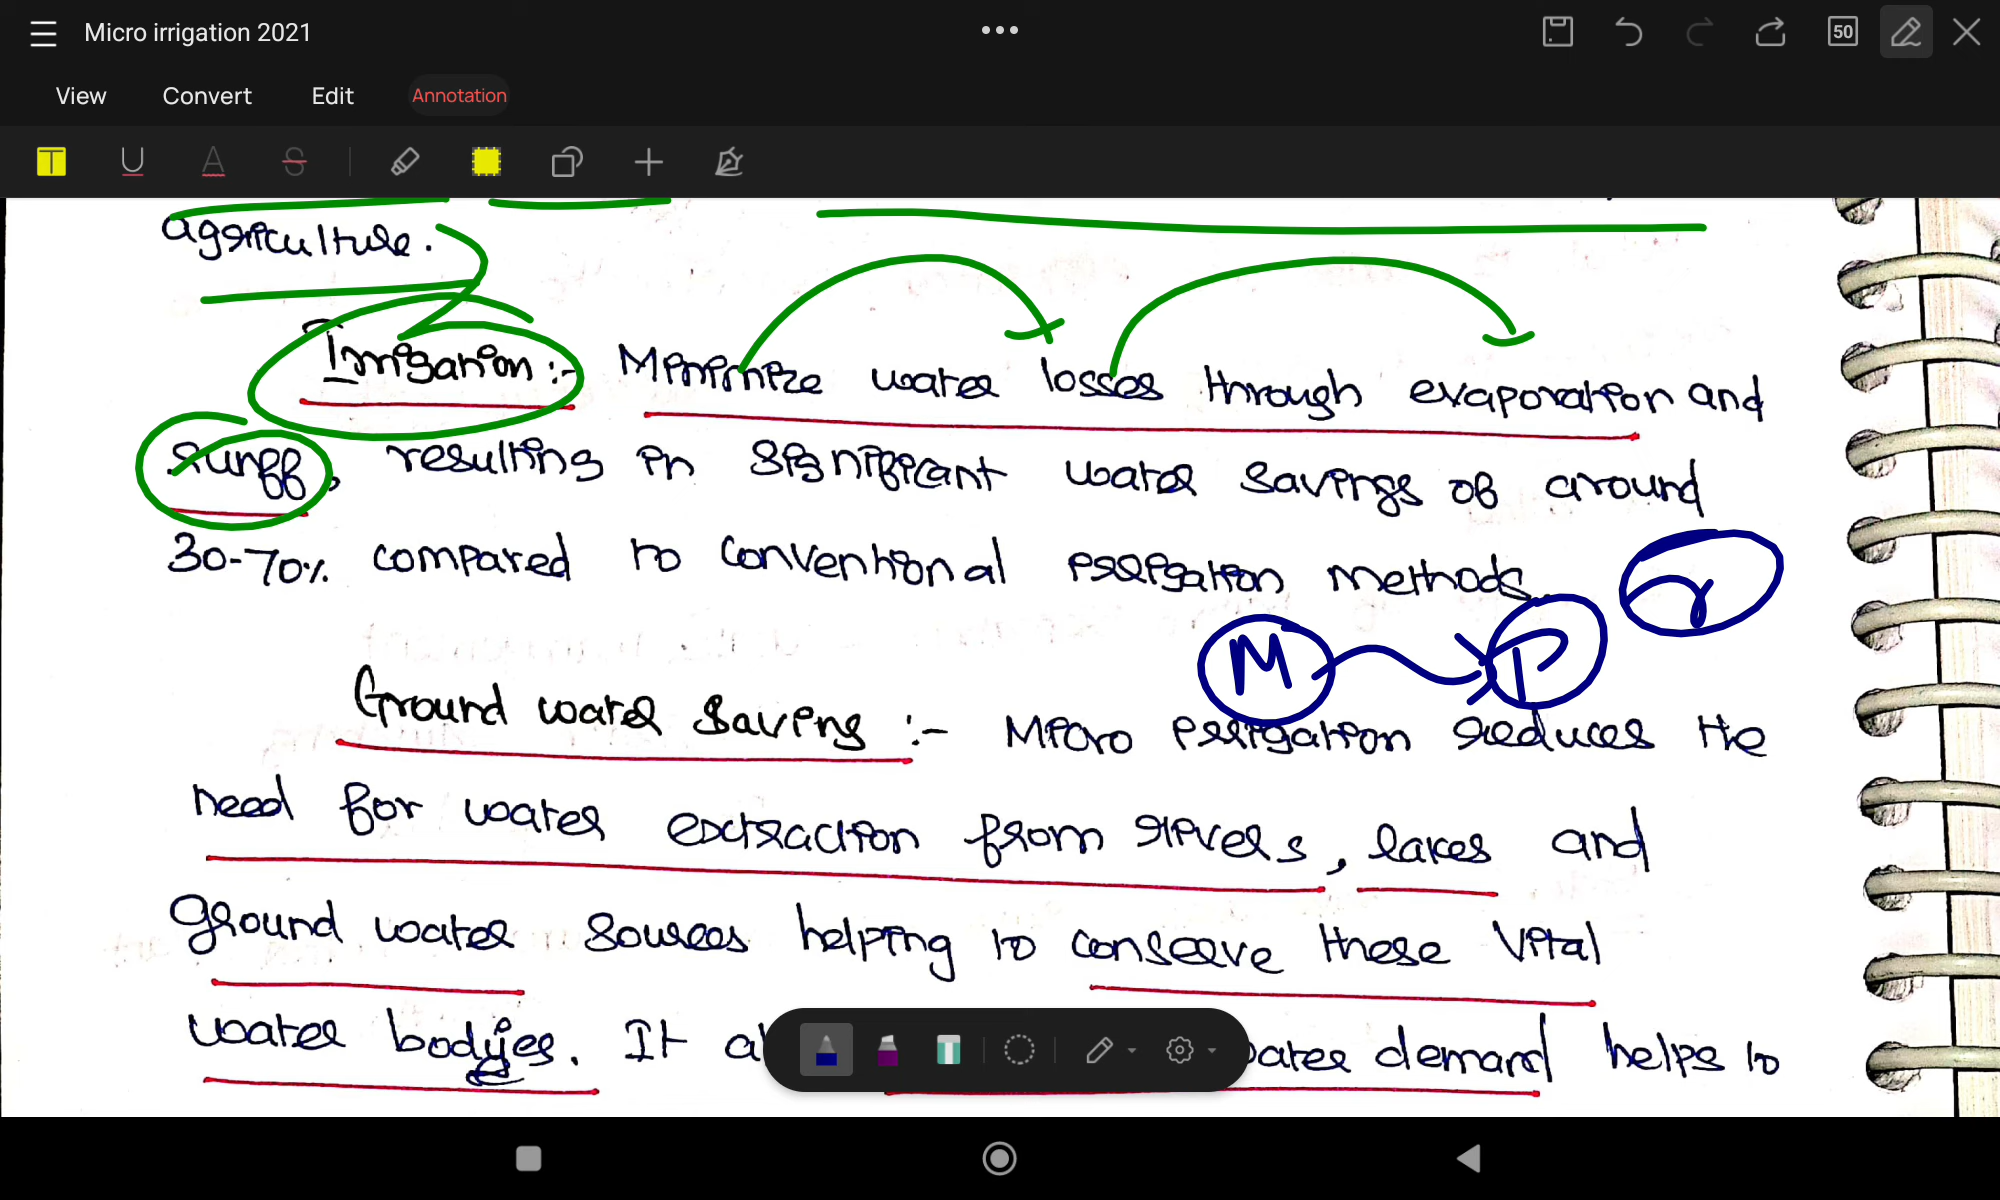 Micro irrigation 2021
50
View Convert Edit Annotation
agriculture.
Irrigation :- Minimize water losses through evaporation and
runff, resulting in significant water savings of around
30-70% compared to conventional irrigation methods.
M P r
Ground water Saving :- Micro irrigation reduces the
need for water extraction from rivers, lakes and
Ground water sources helping to conserve these vital
water bodies. It water demand helps to